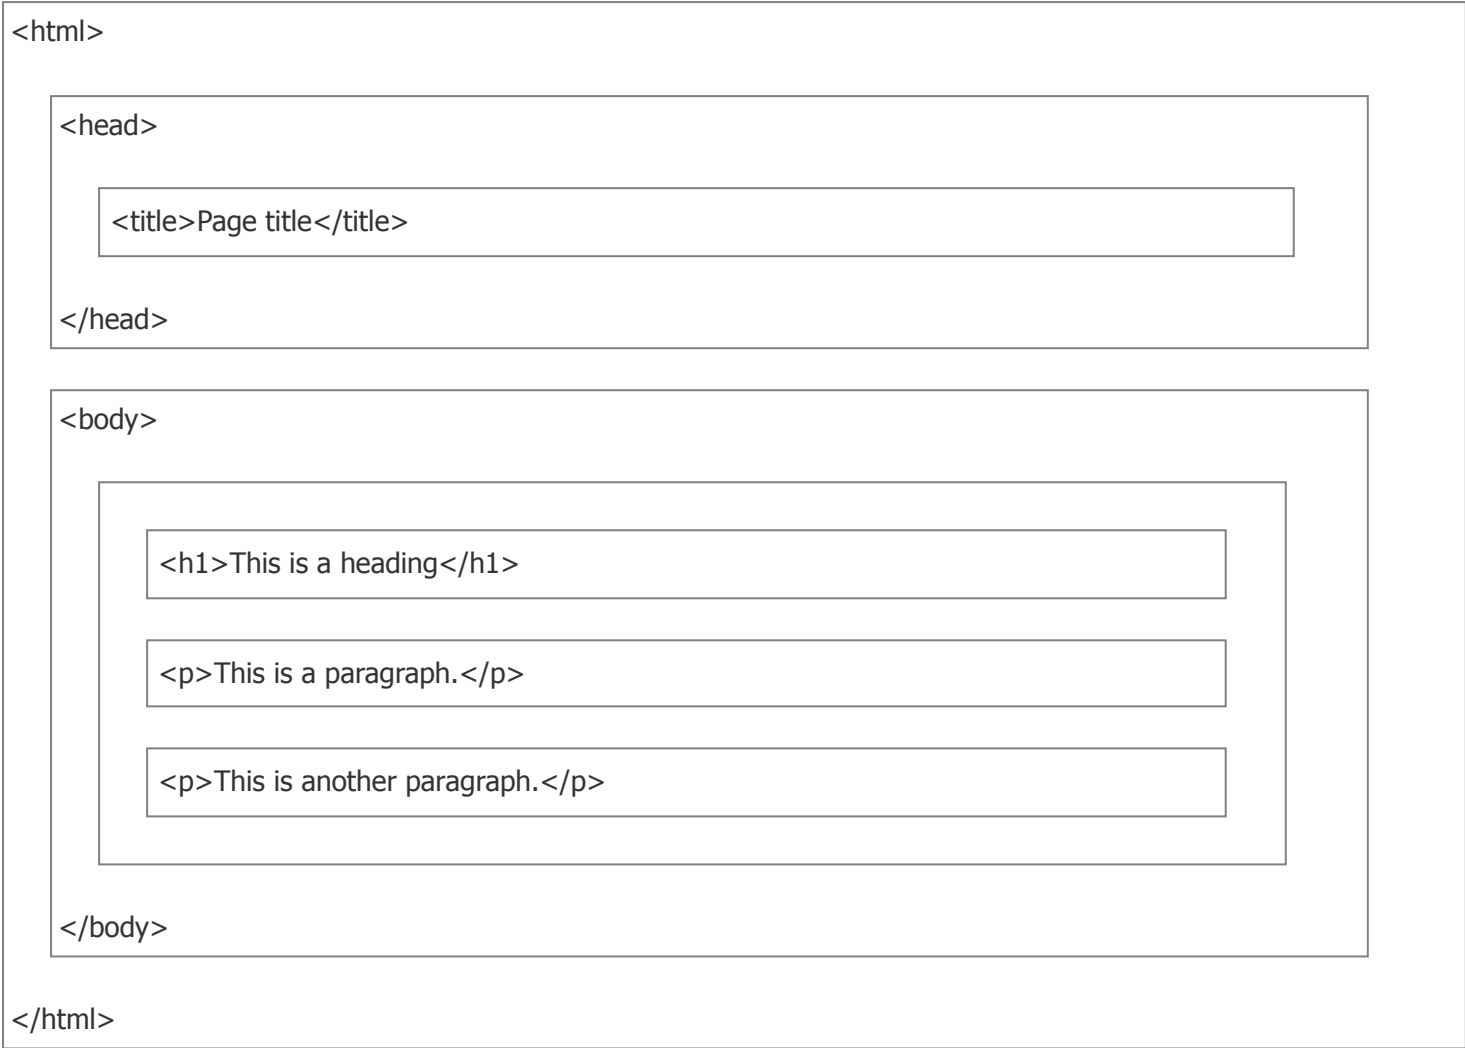 <html>
<head>
<title>Page title</title>
</head>
<body>
<h1>This is a heading</h1>
<p>This is a paragraph.</p>
<p>This is another paragraph.</p>
</body>
</html>